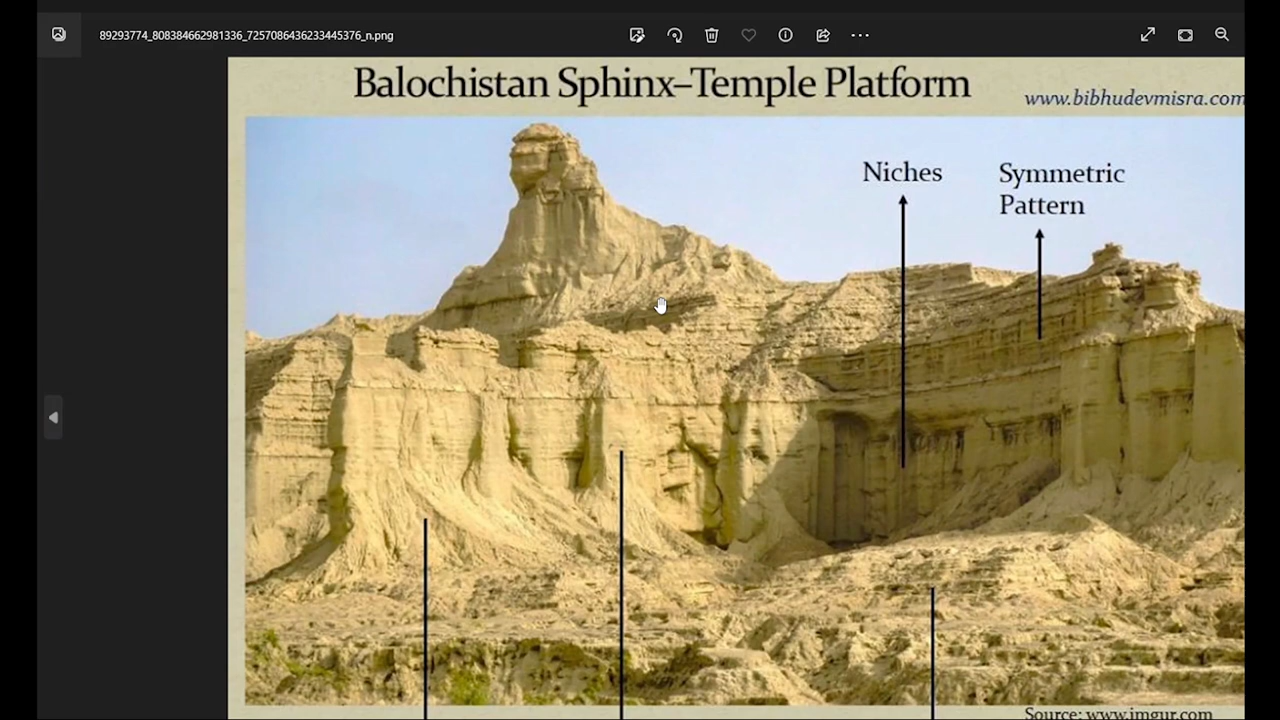 89293774_808384662981336_7257086436233445376_n.png
Balochistan Sphinx–Temple Platform
www.bibhudevmisra.com
Niches
Symmetric
Pattern
Source: www.imgur.com